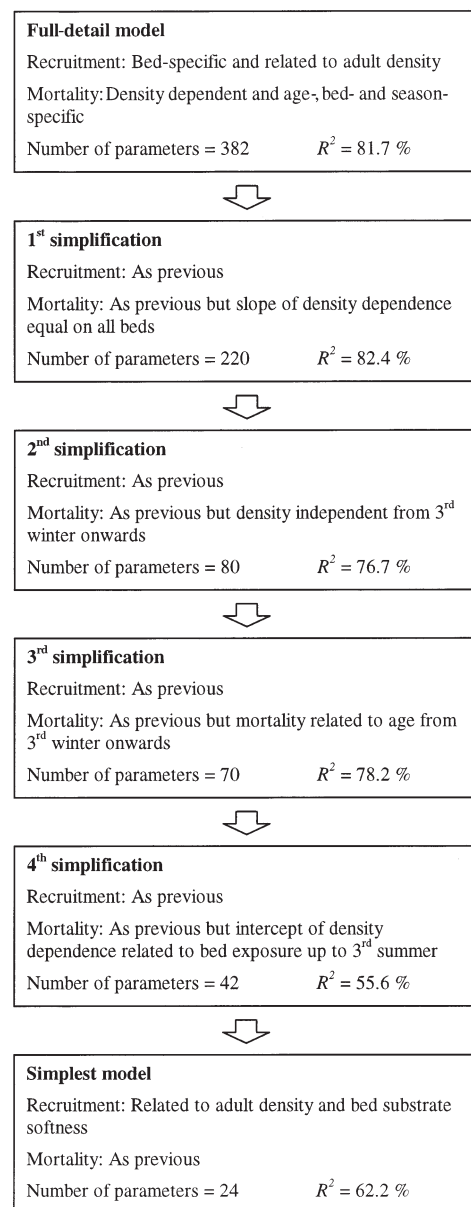 Full-detail model
Recruitment: Bed-specific and related to adult density
Mortality: Density dependent and age-, bed- and season-
specific
Number of parameters = 382 R² = 81.7 %
1st simplification
Recruitment: As previous
Mortality: As previous but slope of density dependence
equal on all beds
Number of parameters = 220 R² = 82.4 %
2nd simplification
Recruitment: As previous
Mortality: As previous but density independent from 3rd
winter onwards
Number of parameters = 80 R² = 76.7 %
3rd simplification
Recruitment: As previous
Mortality: As previous but mortality related to age from
3rd winter onwards
Number of parameters = 70 R² = 78.2 %
4th simplification
Recruitment: As previous
Mortality: As previous but intercept of density
dependence related to bed exposure up to 3rd summer
Number of parameters = 42 R² = 55.6 %
Simplest model
Recruitment: Related to adult density and bed substrate
softness
Mortality: As previous
Number of parameters = 24 R² = 62.2 %